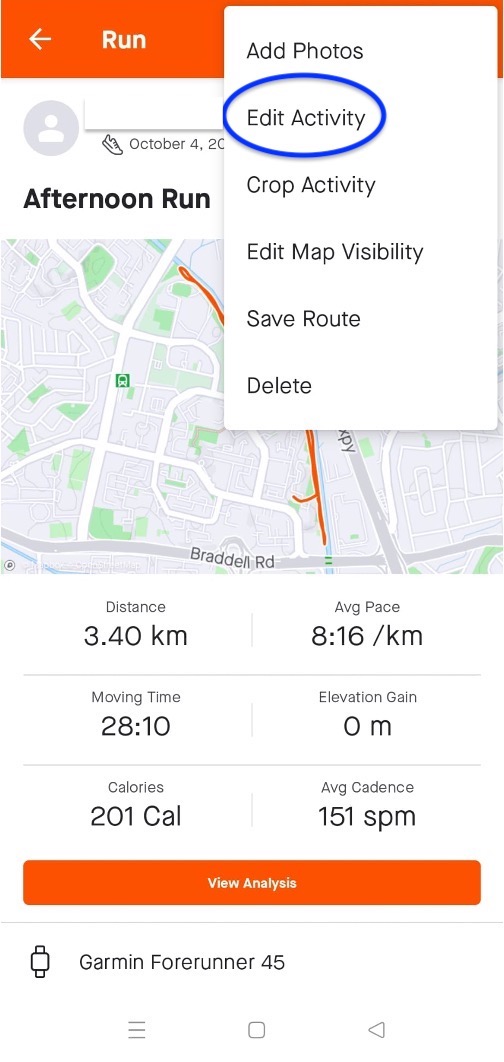 Run
Add Photos
Edit Activity
Crop Activity
Edit Map Visibility
Save Route
Delete
October 4, 20
Afternoon Run
xpy
Braddell Rd
Distance
3.40 km
Avg Pace
8:16 /km
Moving Time
28:10
Elevation Gain
0 m
Calories
201 Cal
Avg Cadence
151 spm
View Analysis
Garmin Forerunner 45